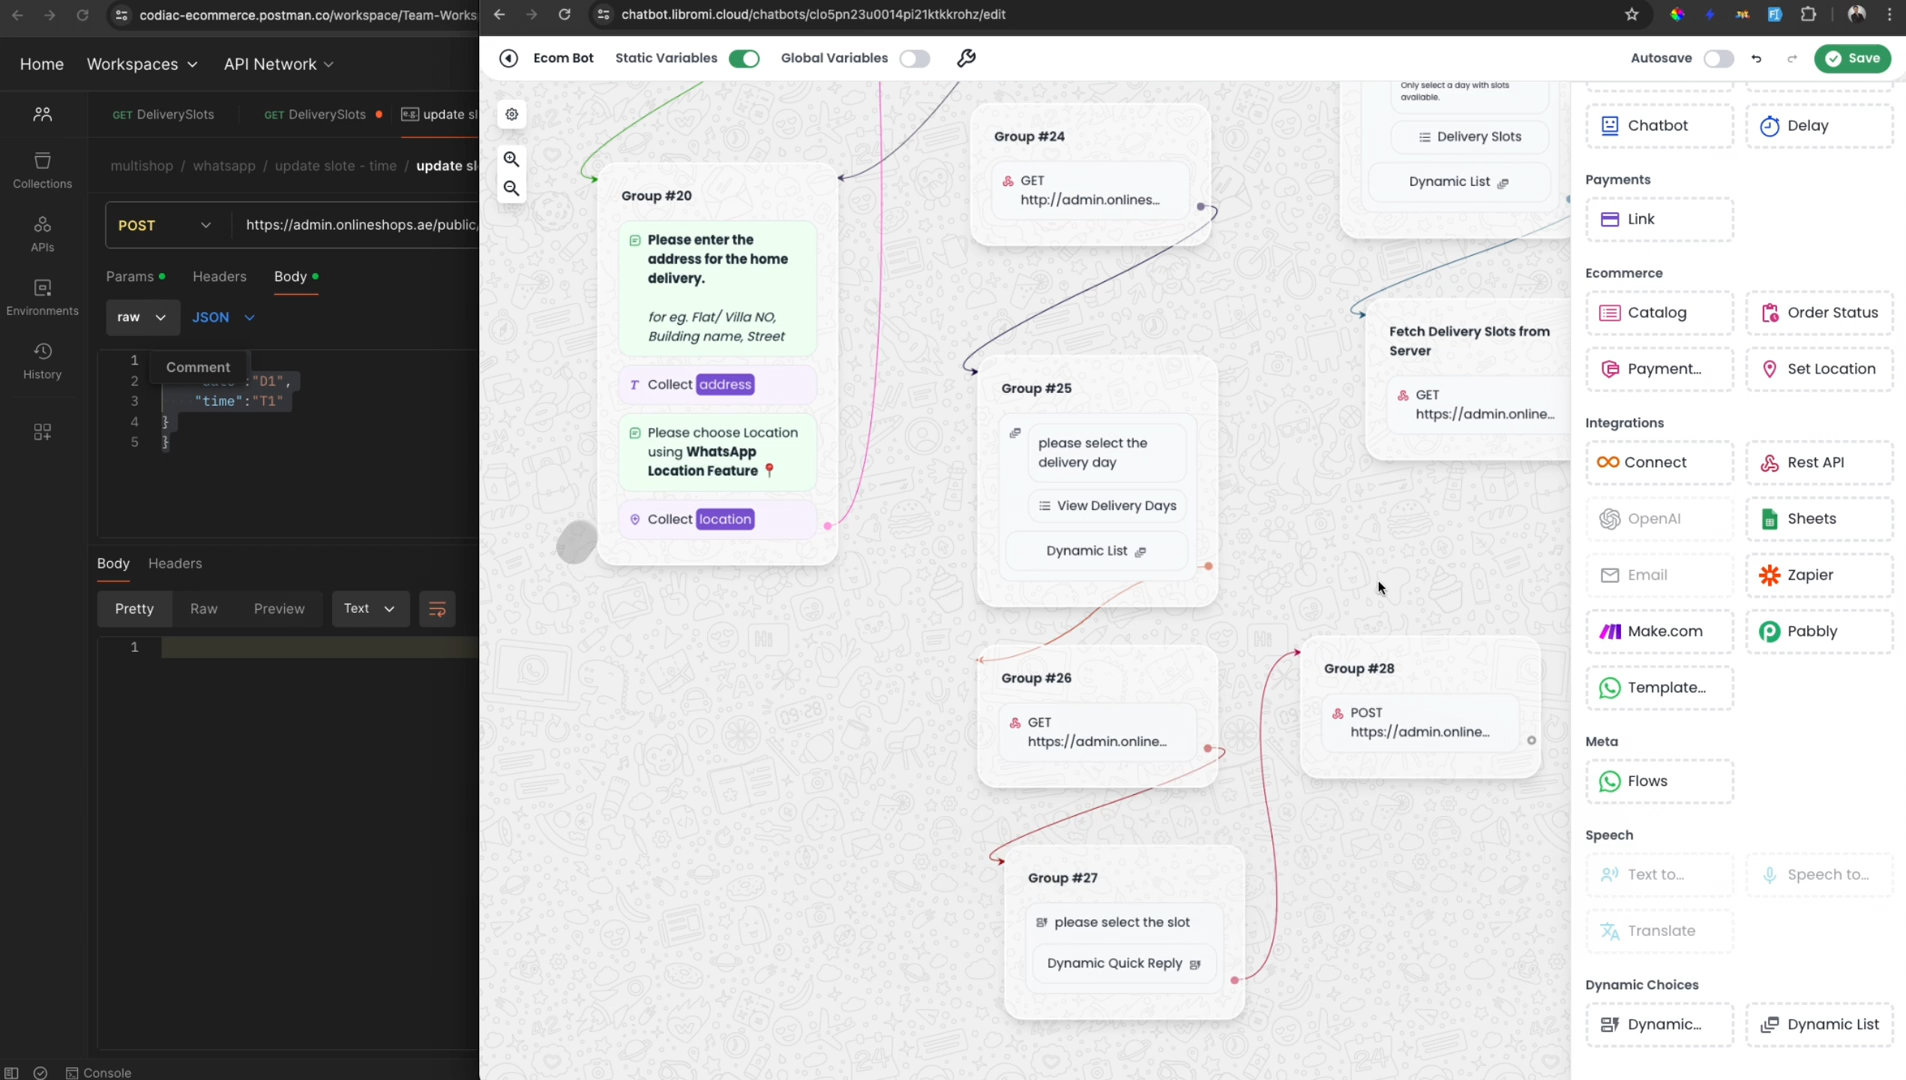 codiac-ecommerce.postman.co/workspace/Team-Works
Home
Workspaces
API Network
GET DeliverySlots
GET DeliverySlots
e.g. update sl
multishop / whatsapp / update slote - time / update sl
POST
https://admin.onlineshops.ae/public,
Params
Headers
Body
raw
JSON
Comment
1
2
:"D1",
3
"time":"T1"
4
}
5
}
Body
Headers
Pretty
Raw
Preview
Text
1
Collections
APIs
Environments
History
Console
chatbot.libromi.cloud/chatbots/clo5pn23u0014pi21ktkkrohz/edit
Ecom Bot
Static Variables
Global Variables
Autosave
Save
Group #20
Please enter the
address for the home
delivery.
for eg. Flat/ Villa NO,
Building name, Street
Collect address
Please choose Location
using WhatsApp
Location Feature 📍
Collect location
Group #24
GET
http://admin.onlines...
Group #25
please select the
delivery day
View Delivery Days
Dynamic List
Group #26
GET
https://admin.online...
Group #27
please select the slot
Dynamic Quick Reply
Group #28
POST
https://admin.online...
Only select a day with slots
available.
Delivery Slots
Dynamic List
Fetch Delivery Slots from
Server
GET
https://admin.online...
Chatbot
Delay
Payments
Link
Ecommerce
Catalog
Order Status
Payment...
Set Location
Integrations
Connect
Rest API
OpenAI
Sheets
Email
Zapier
Make.com
Pabbly
Template...
Meta
Flows
Speech
Text to...
Speech to...
Translate
Dynamic Choices
Dynamic...
Dynamic List